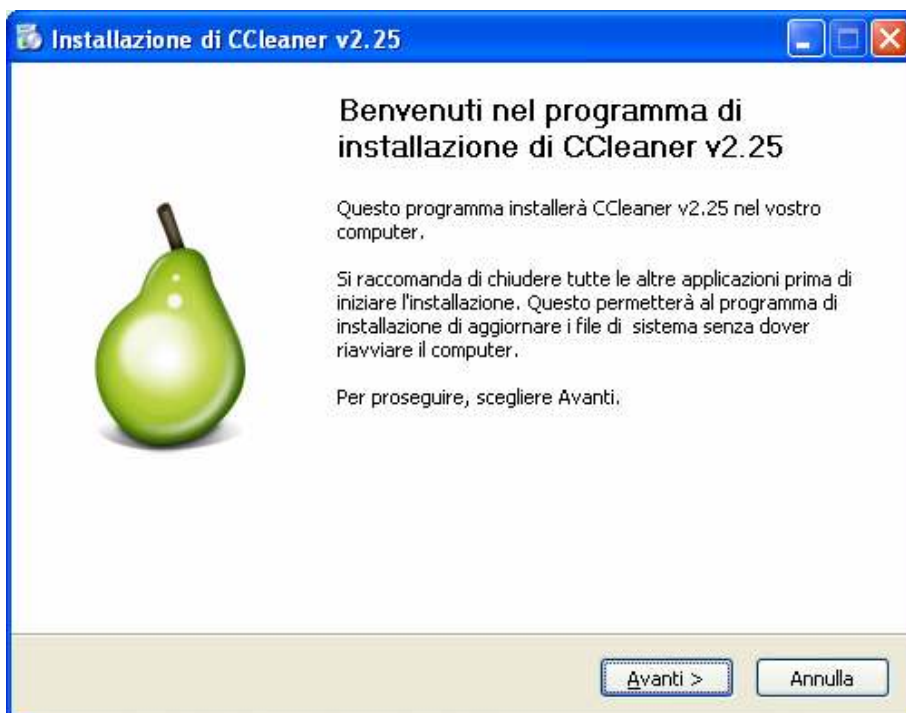 Installazione di CCleaner v2.25
Benvenuti nel programma di
installazione di CCleaner v2.25
Questo programma installerà CCleaner v2.25 nel vostro
computer.
Si raccomanda di chiudere tutte le altre applicazioni prima di
iniziare l'installazione. Questo permetterà al programma di
installazione di aggiornare i file di sistema senza dover
riavviare il computer.
Per proseguire, scegliere Avanti.
Avanti >
Annulla